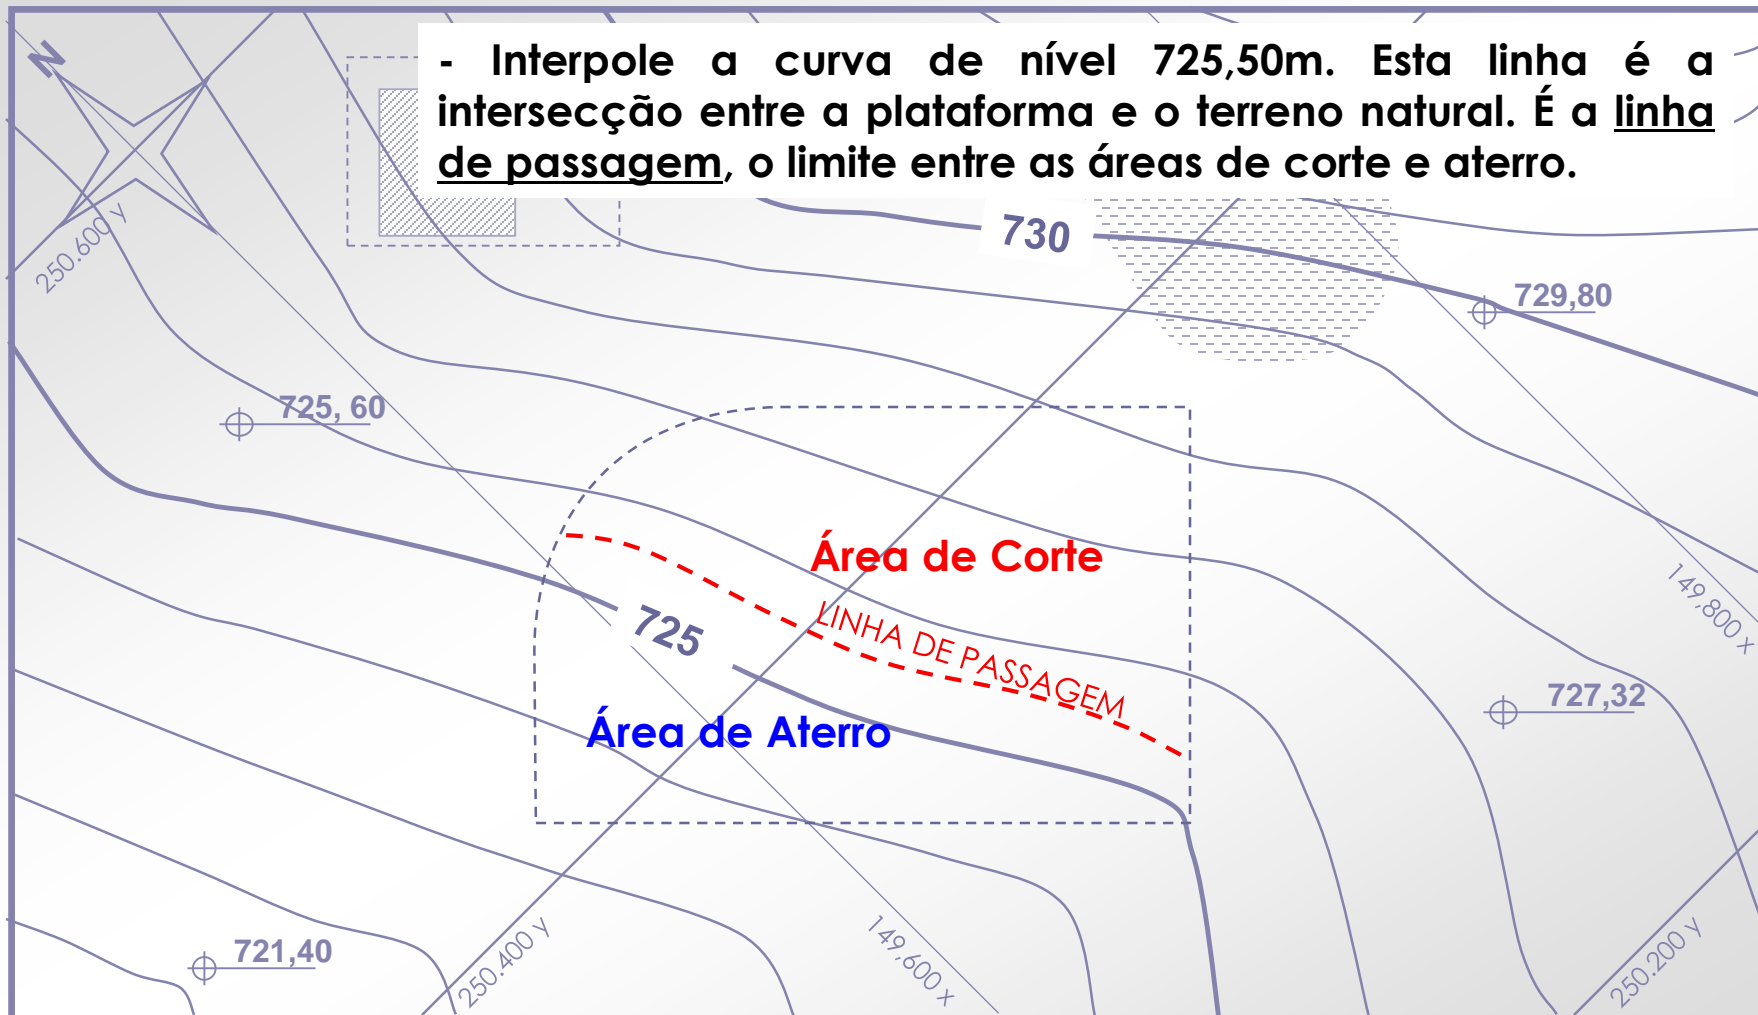 - Interpole a curva de nível 725,50m. Esta linha é a
intersecção entre a plataforma e o terreno natural. É a linha
de passagem, o limite entre as áreas de corte e aterro.
N
250.600 y
730
729,80
725, 60
Área de Corte
149,800 x
725
LINHA DE PASSAGEM
727,32
Área de Aterro
721,40
250.400 y
149,600 x
250.200 y